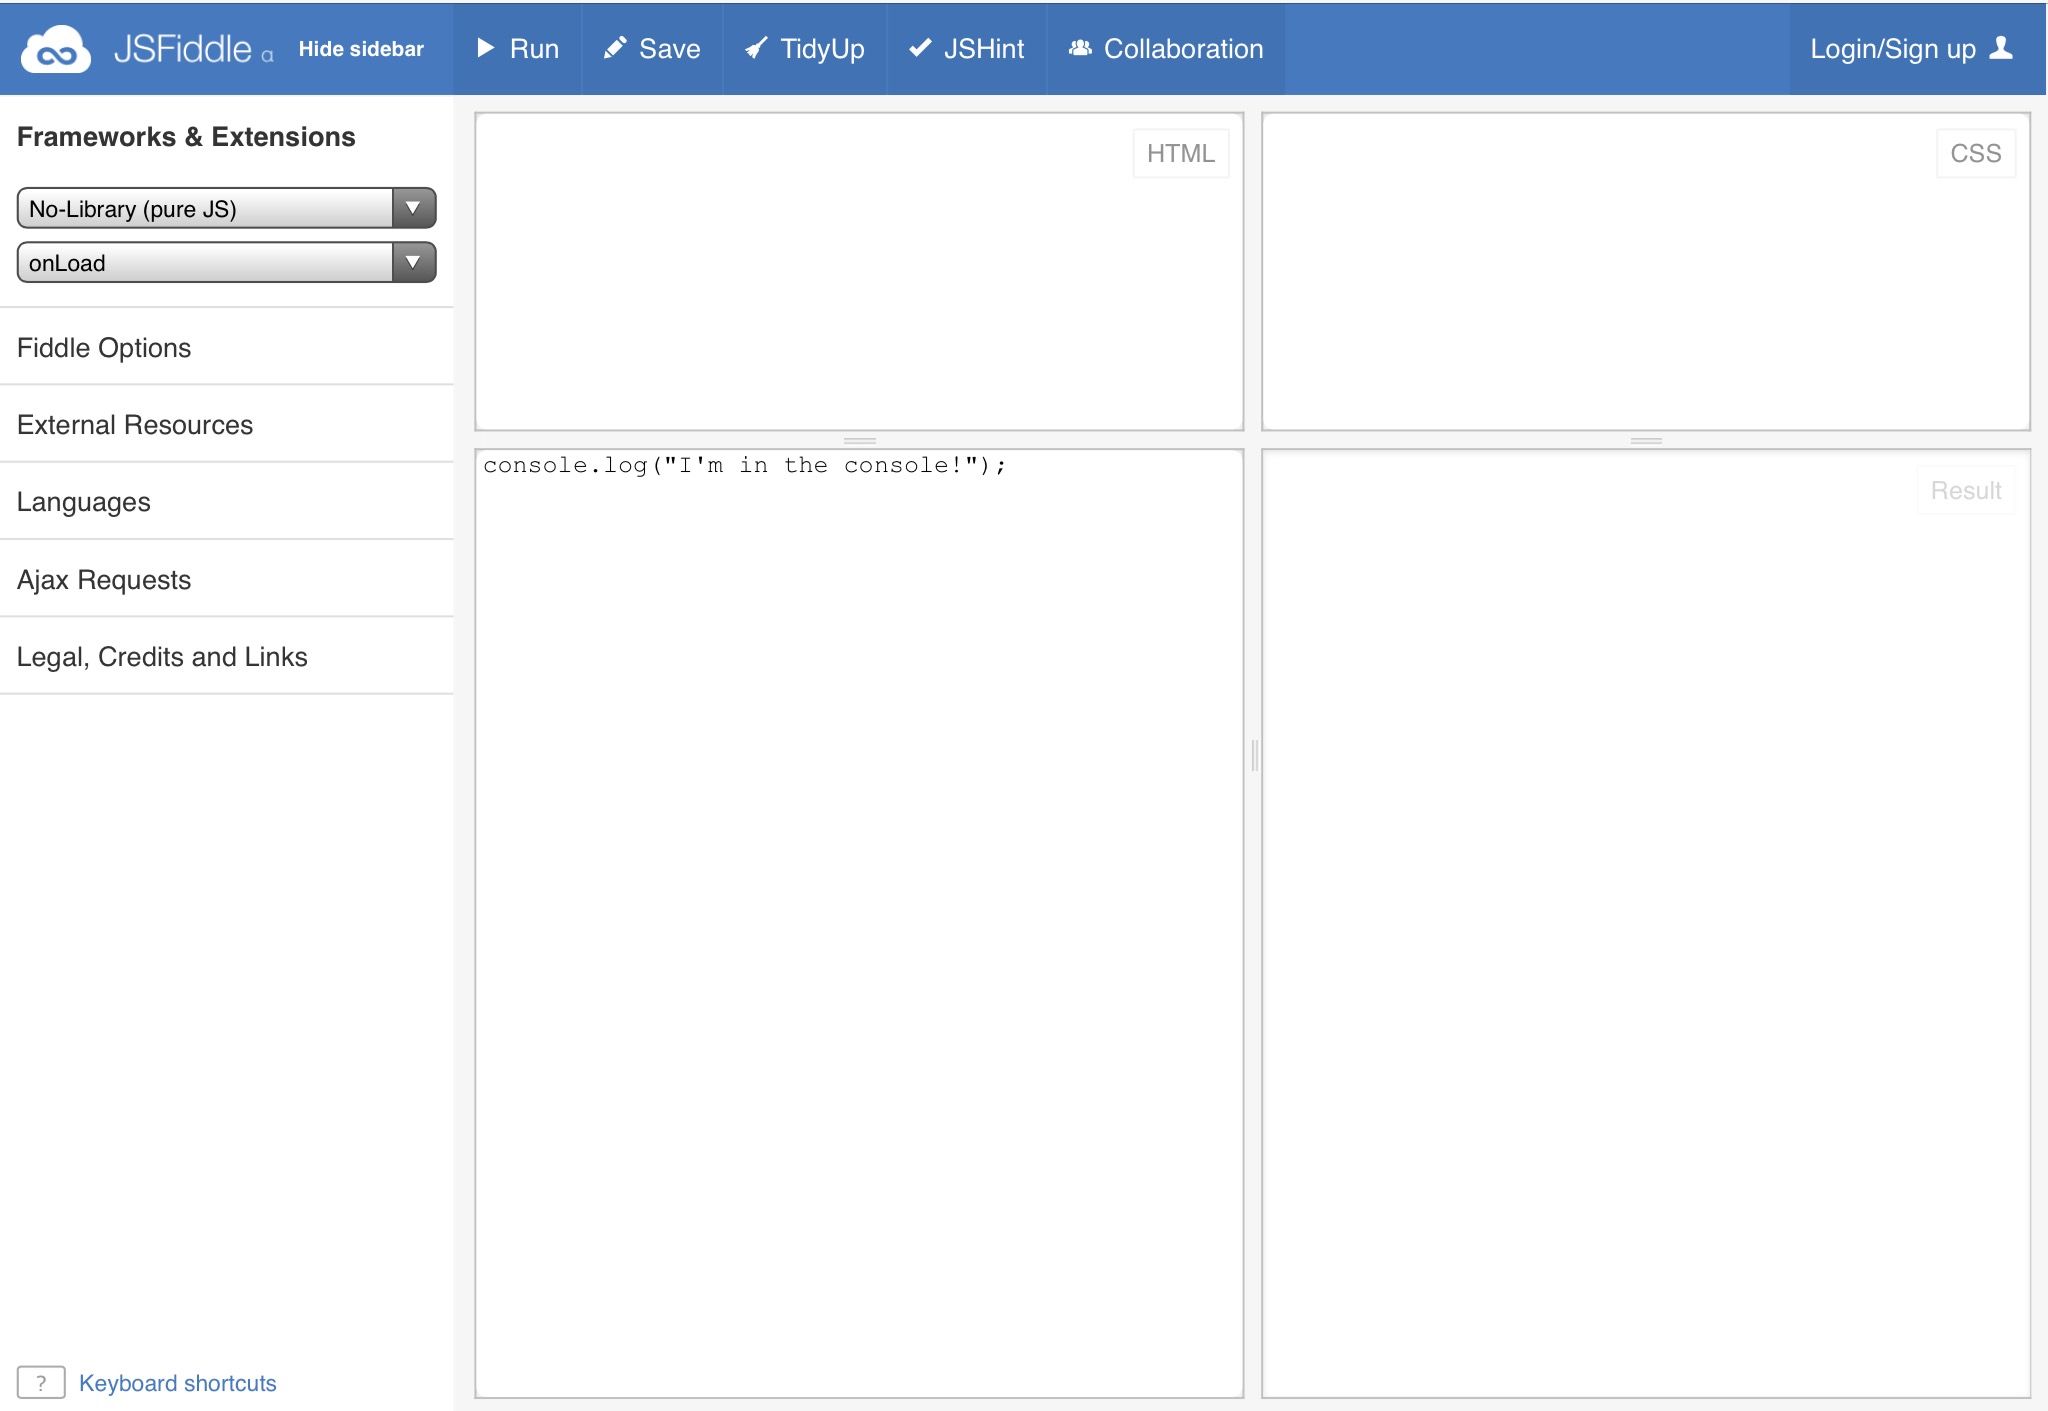 JSFiddle α Hide sidebar Run Save TidyUp JSHint Collaboration Login/Sign up
Frameworks & Extensions
No-Library (pure JS)
onLoad
Fiddle Options
External Resources
Languages
Ajax Requests
Legal, Credits and Links
? Keyboard shortcuts
HTML
CSS
console.log("I'm in the console!");
Result